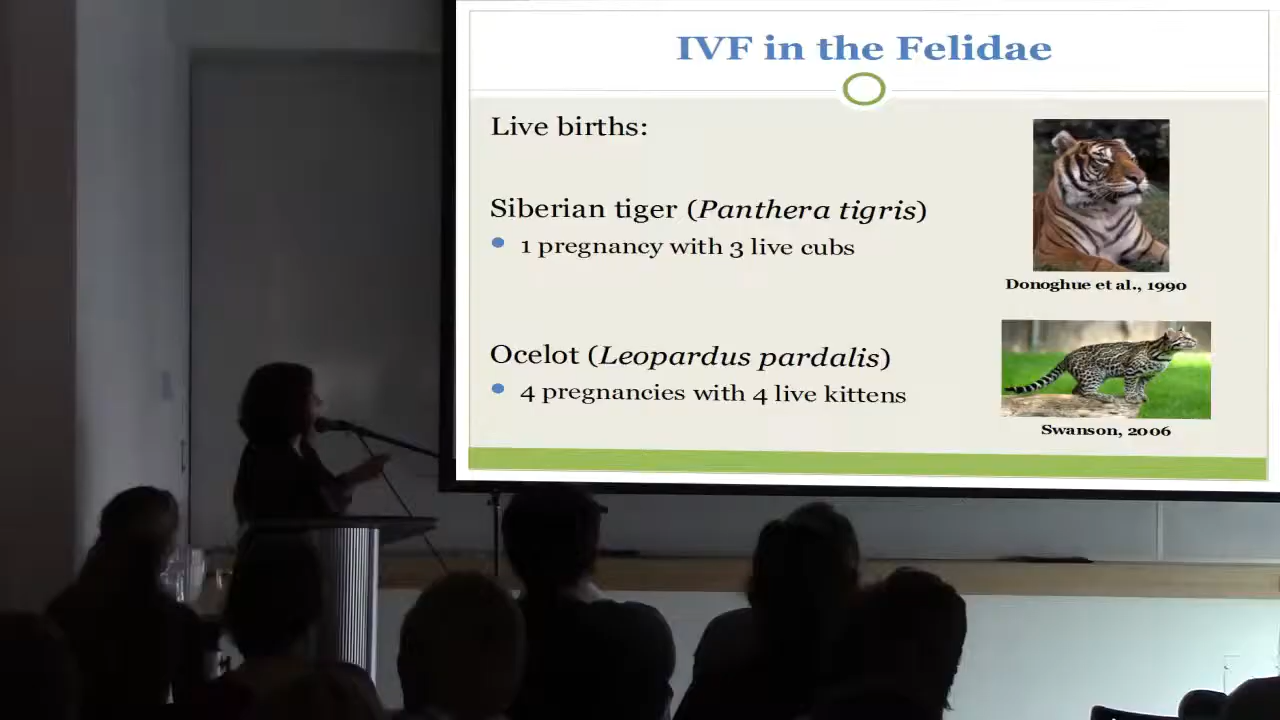 IVF in the Felidae
Live births:
Siberian tiger (Panthera tigris)
1 pregnancy with 3 live cubs
Donoghue et al., 1990
Ocelot (Leopardus pardalis)
4 pregnancies with 4 live kittens
Swanson, 2006